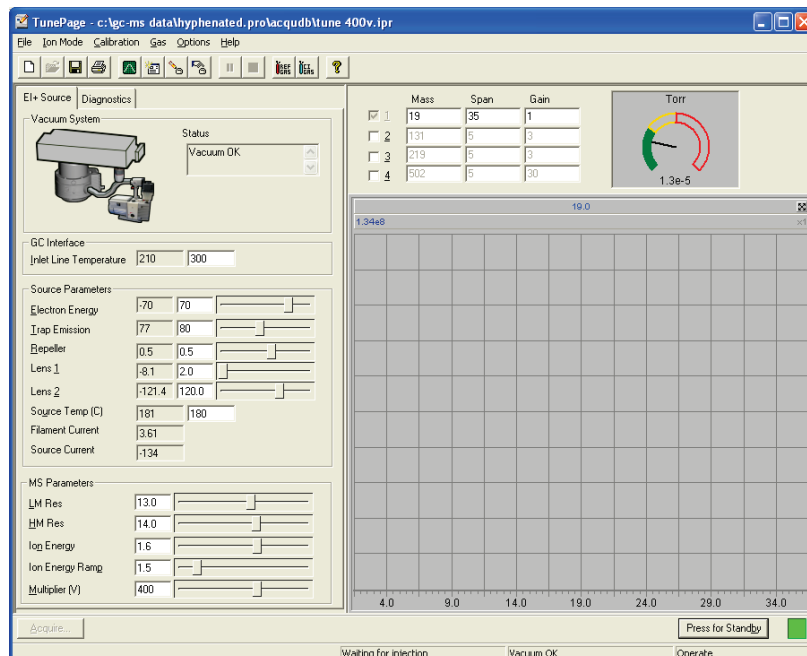 TunePage - c:\gc-ms data\hyphenated.pro\acqudb\tune 400v.ipr
File Ion Mode Calibration Gas Options Help
REF GAS CI GAS
EI+ Source Diagnostics
Vacuum System
Status
Vacuum OK
GC Interface
Inlet Line Temperature 210 300
Source Parameters
Electron Energy -70 70
Trap Emission 77 80
Repeller 0.5 0.5
Lens 1 -8.1 2.0
Lens 2 -121.4 120.0
Source Temp (C) 181 180
Filament Current 3.61
Source Current -134
MS Parameters
LM Res 13.0
HM Res 14.0
Ion Energy 1.6
Ion Energy Ramp 1.5
Multiplier (V) 400
Mass Span Gain
1 19 35 1
2 131 5 3
3 219 5 3
4 502 5 30
Torr
1.3e-5
19.0
1.34e8 x1
4.0 9.0 14.0 19.0 24.0 29.0 34.0
Acquire... Press for Standby
Waiting for injection Vacuum OK Operate